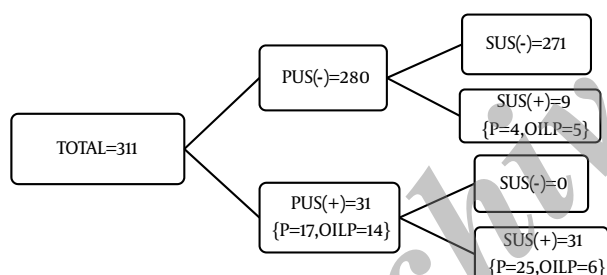 TOTAL=311
PUS(-)=280
SUS(-)=271
SUS(+)=9
{P=4,OILP=5}
PUS(+)=31
{P=17,OILP=14}
SUS(-)=0
SUS(+)=31
{P=25,OILP=6}